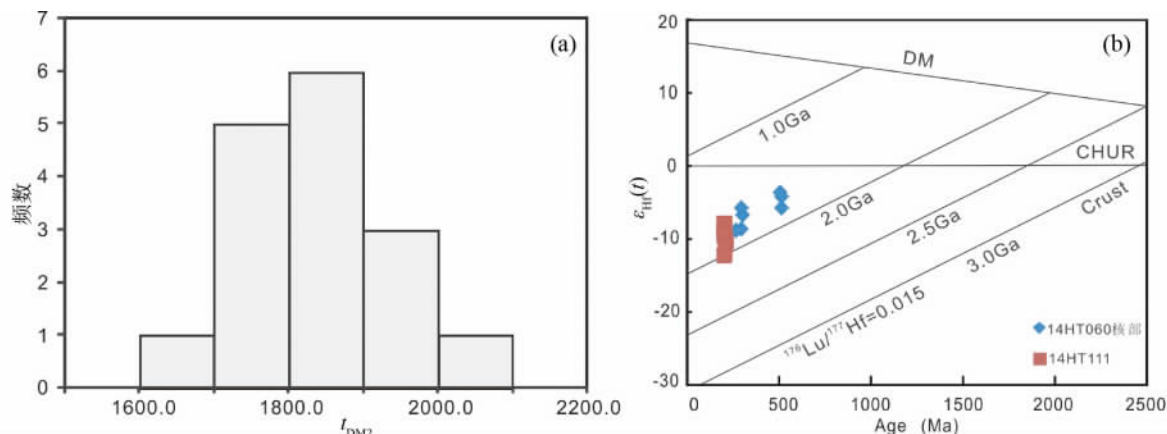 (a)
7
6
5
4
3
2
1
0
频数
1600.0 1800.0 2000.0 2200.0
tDM2
(b)
20
10
0
-10
-20
-30
εHf(t)
DM
1.0Ga
CHUR
2.0Ga
2.5Ga
Crust
3.0Ga
176Lu/177Hf=0.015
14HT060核部
14HT111
0 500 1000 1500 2000 2500
Age (Ma)